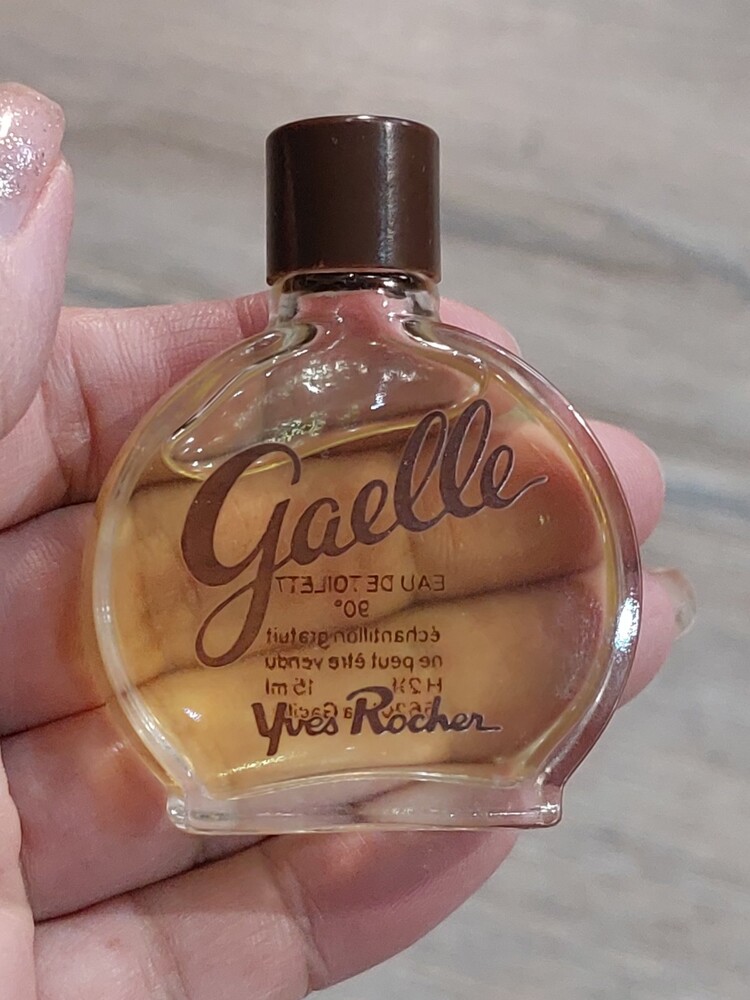 Gaelle
EAU DE TOILETT
90°
échantillon gratuit
ne peut être vendu
15 ml
Yves Rocher